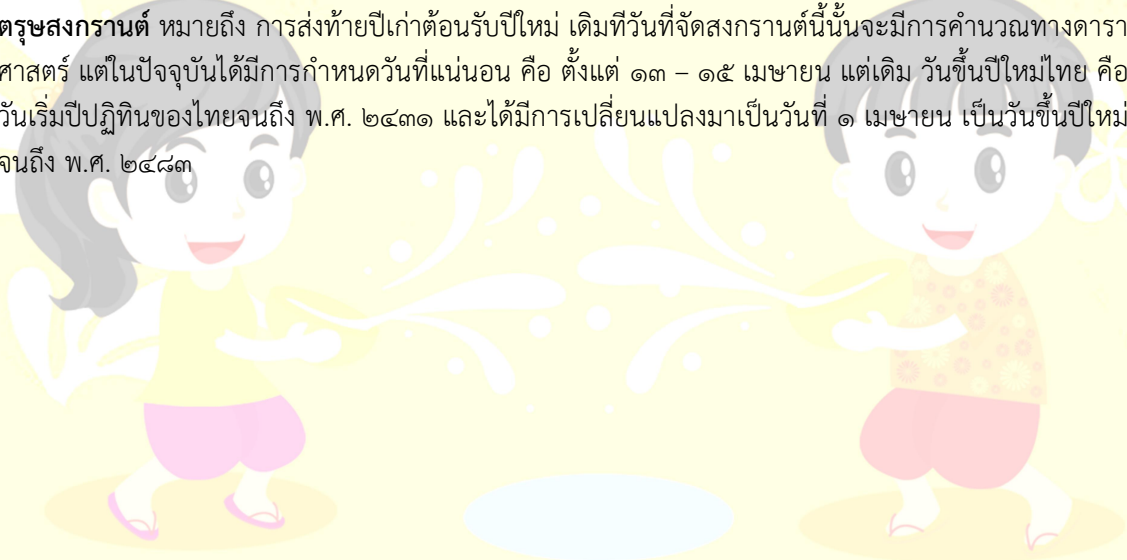 ตรุษสงกรานต์ หมายถึง การส่งท้ายปีเก่าต้อนรับปีใหม่ เดิมทีวันที่จัดสงกรานต์นี้นั้นจะมีการคำนวณทางดารา
ศาสตร์ แต่ในปัจจุบันได้มีการกำหนดวันที่แน่นอน คือ ตั้งแต่ ๑๓ – ๑๕ เมษายน แต่เดิม วันขึ้นปีใหม่ไทย คือ
วันเริ่มปีปฏิทินของไทยจนถึง พ.ศ. ๒๔๓๑ และได้มีการเปลี่ยนแปลงมาเป็นวันที่ ๑ เมษายน เป็นวันขึ้นปีใหม่
จนถึง พ.ศ. ๒๔๘๓